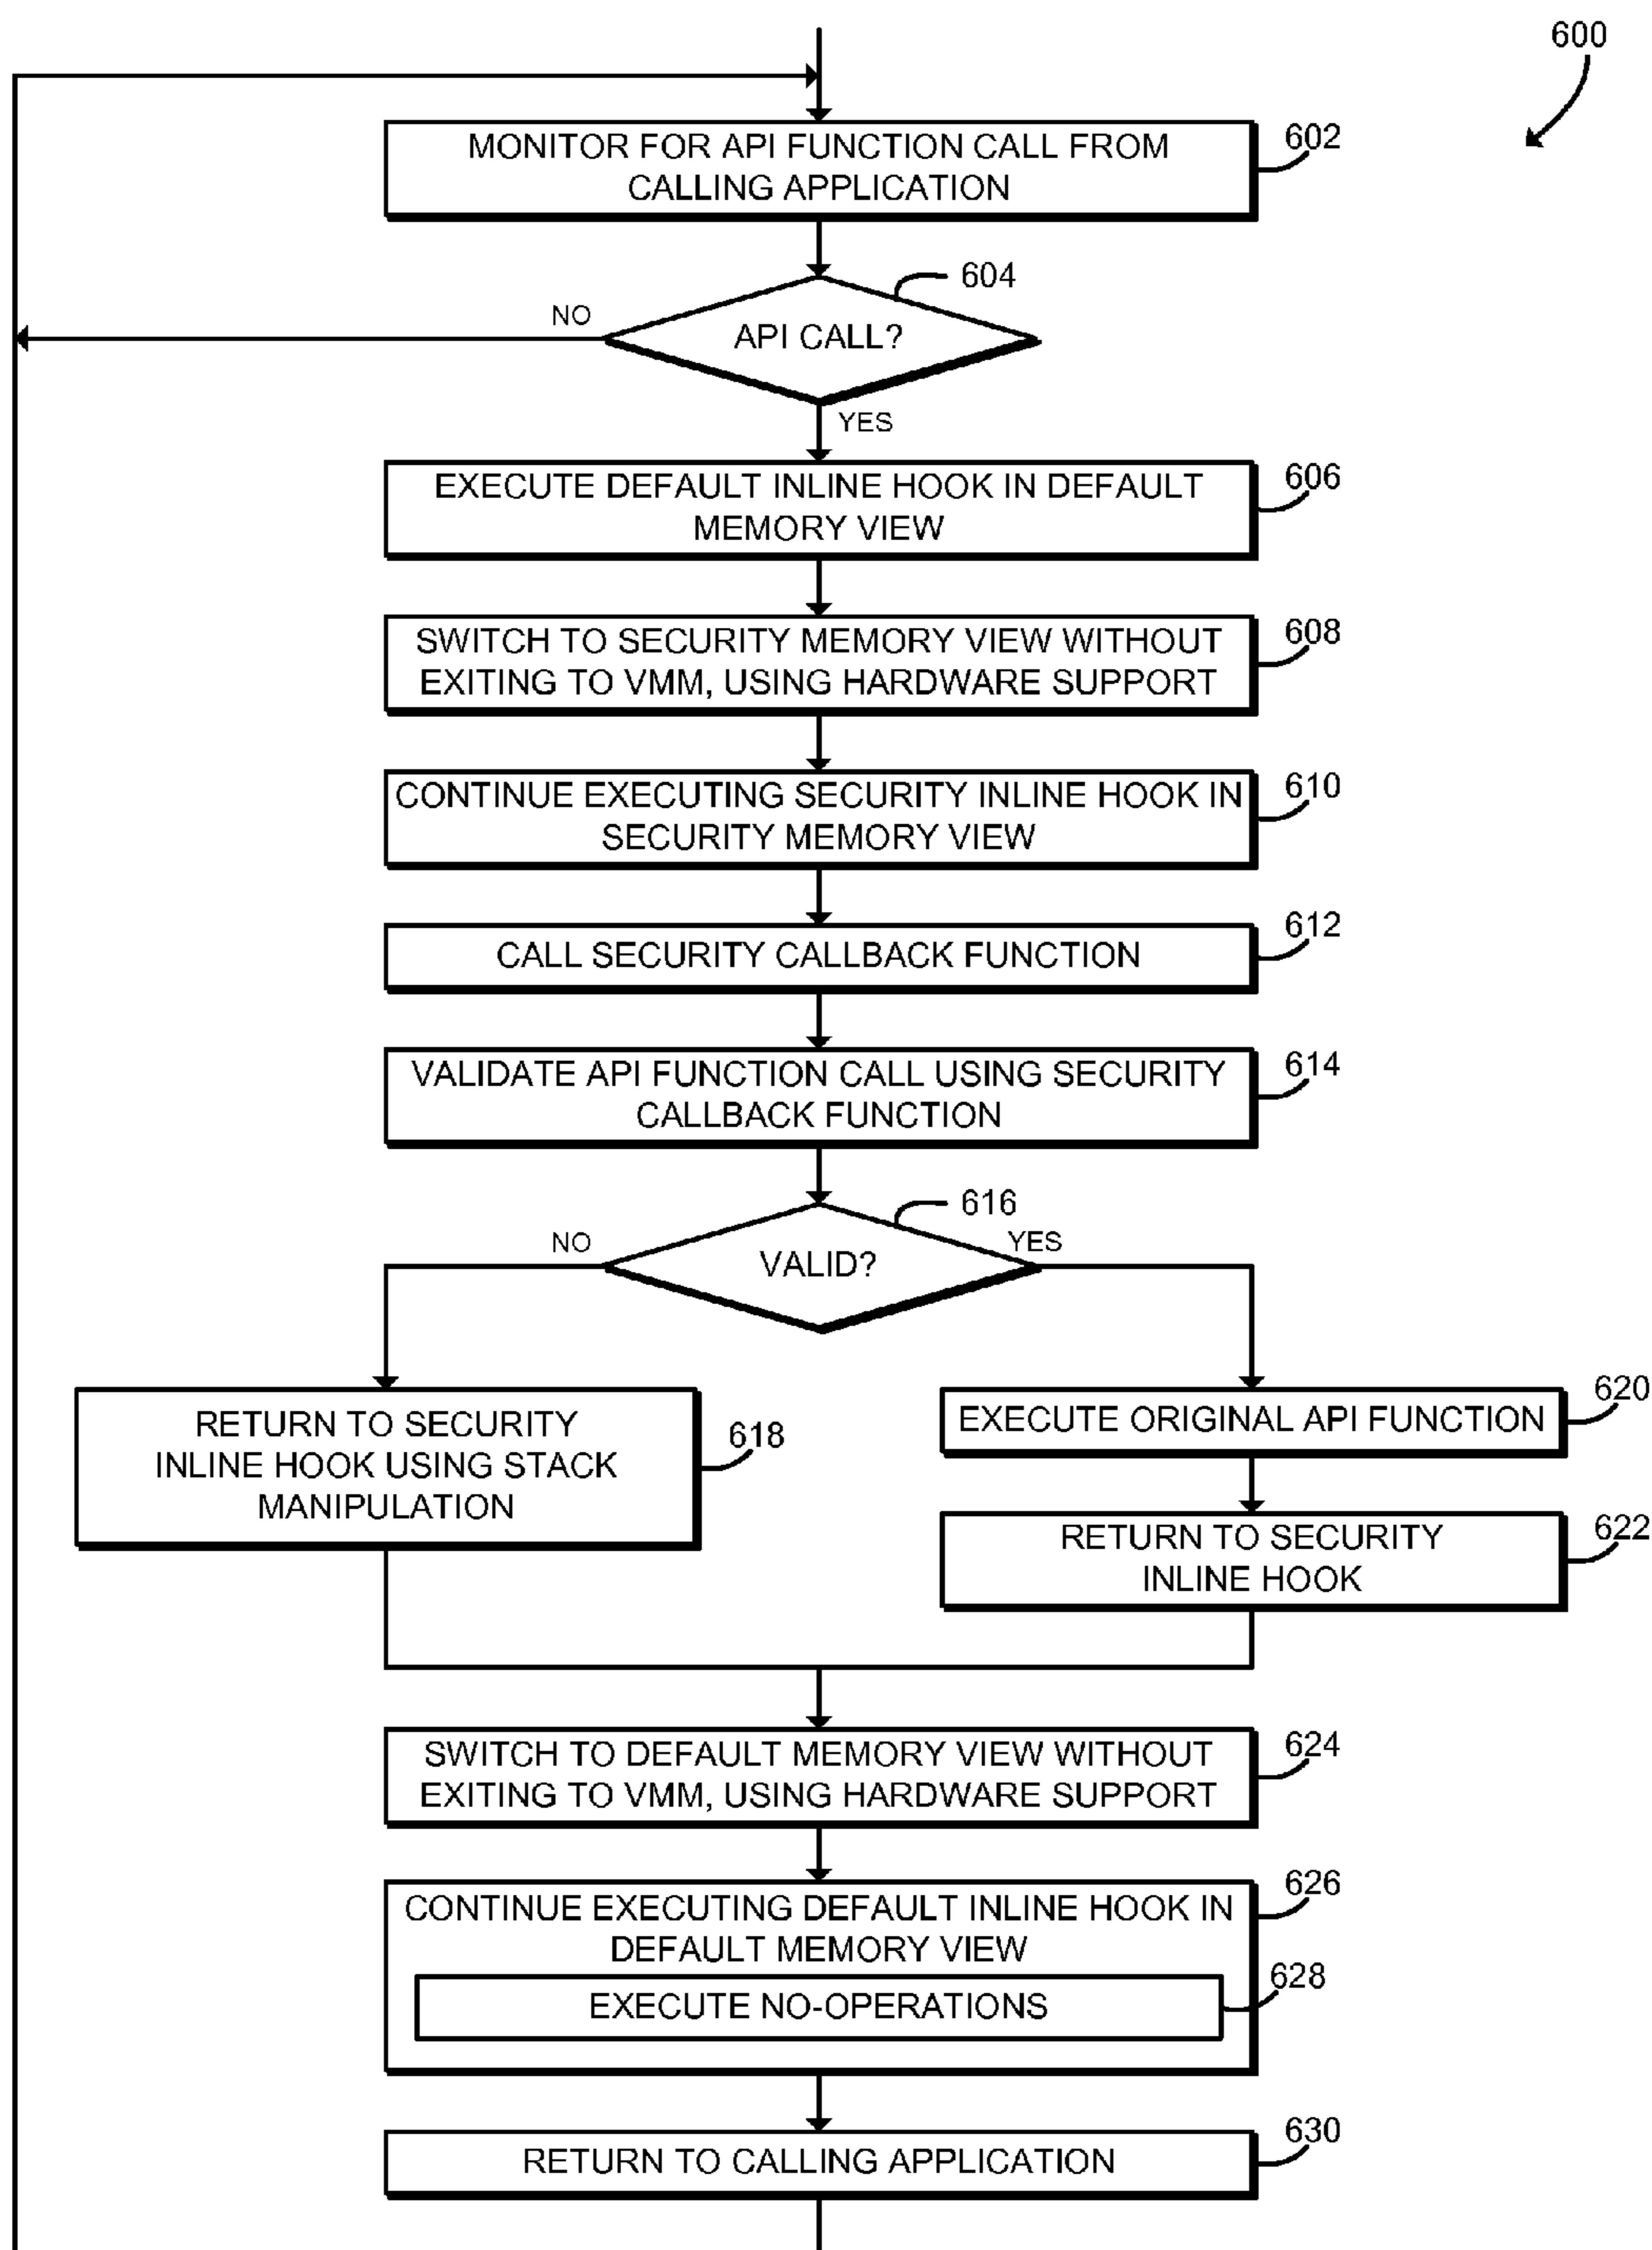 600
MONITOR FOR API FUNCTION CALL FROM
CALLING APPLICATION
602
604
API CALL?
NO
YES
EXECUTE DEFAULT INLINE HOOK IN DEFAULT
MEMORY VIEW
606
SWITCH TO SECURITY MEMORY VIEW WITHOUT
EXITING TO VMM, USING HARDWARE SUPPORT
608
CONTINUE EXECUTING SECURITY INLINE HOOK IN
SECURITY MEMORY VIEW
610
CALL SECURITY CALLBACK FUNCTION
612
VALIDATE API FUNCTION CALL USING SECURITY
CALLBACK FUNCTION
614
616
VALID?
NO
YES
RETURN TO SECURITY
INLINE HOOK USING STACK
MANIPULATION
618
EXECUTE ORIGINAL API FUNCTION
620
RETURN TO SECURITY
INLINE HOOK
622
SWITCH TO DEFAULT MEMORY VIEW WITHOUT
EXITING TO VMM, USING HARDWARE SUPPORT
624
CONTINUE EXECUTING DEFAULT INLINE HOOK IN
DEFAULT MEMORY VIEW
626
EXECUTE NO-OPERATIONS
628
RETURN TO CALLING APPLICATION
630